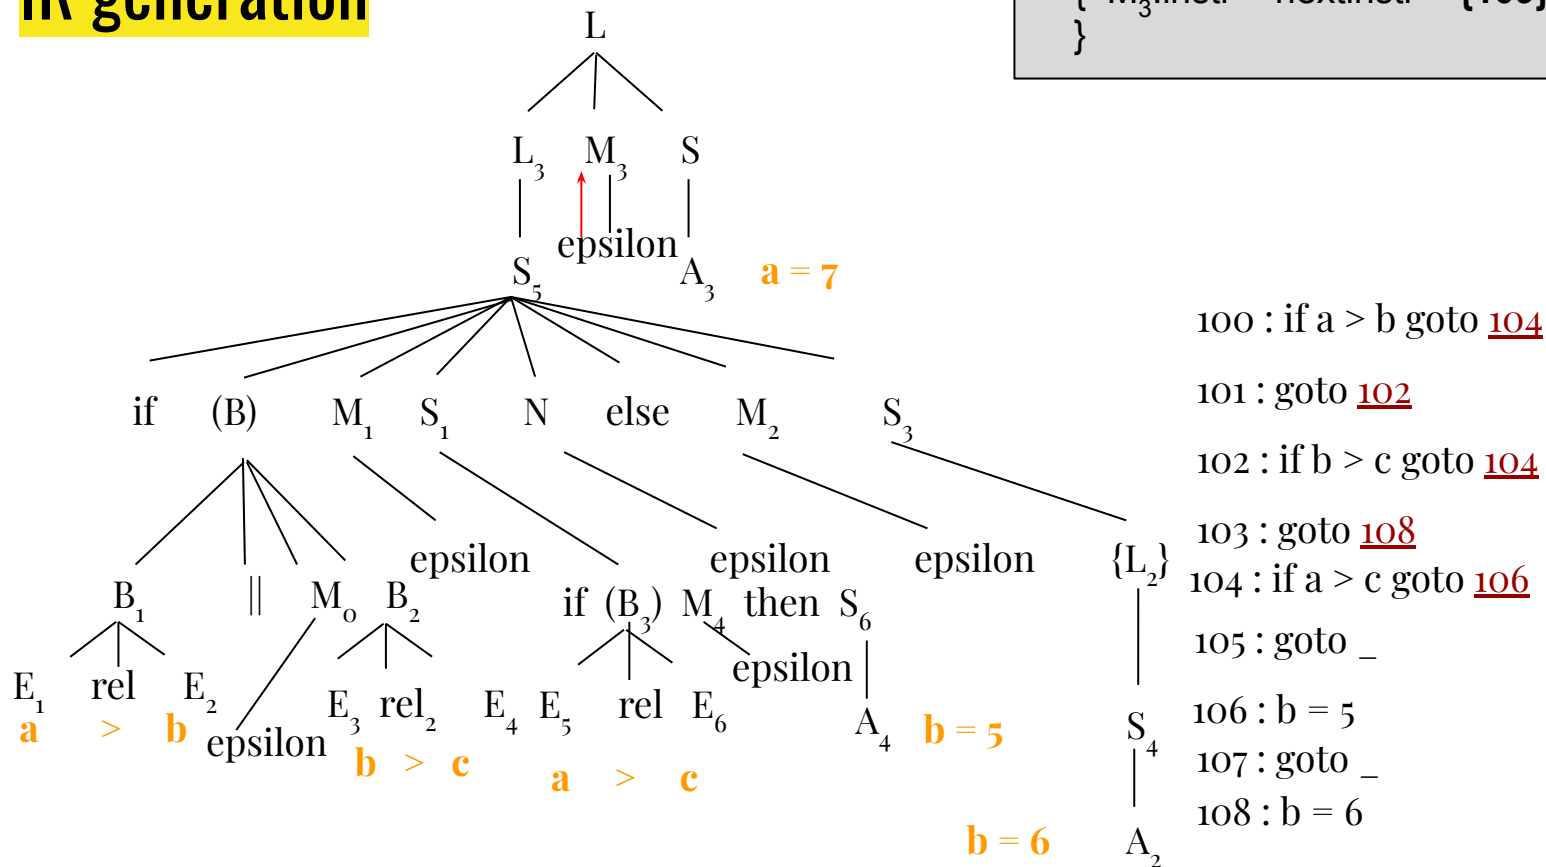 IR generation
}
L
L3 M3 S
epsilon
S5 A3 a = 7
if (B) M1 S1 N else M2 S3
epsilon epsilon epsilon {L2}
B1 || M0 B2 if (B3) M4 then S6
epsilon
E1 rel E2 E3 rel2 E4 E5 rel E6 A4 b = 5 S4
a > b epsilon b > c
a > c
b = 6 A2
100 : if a > b goto 104
101 : goto 102
102 : if b > c goto 104
103 : goto 108
104 : if a > c goto 106
105 : goto _
106 : b = 5
107 : goto _
108 : b = 6